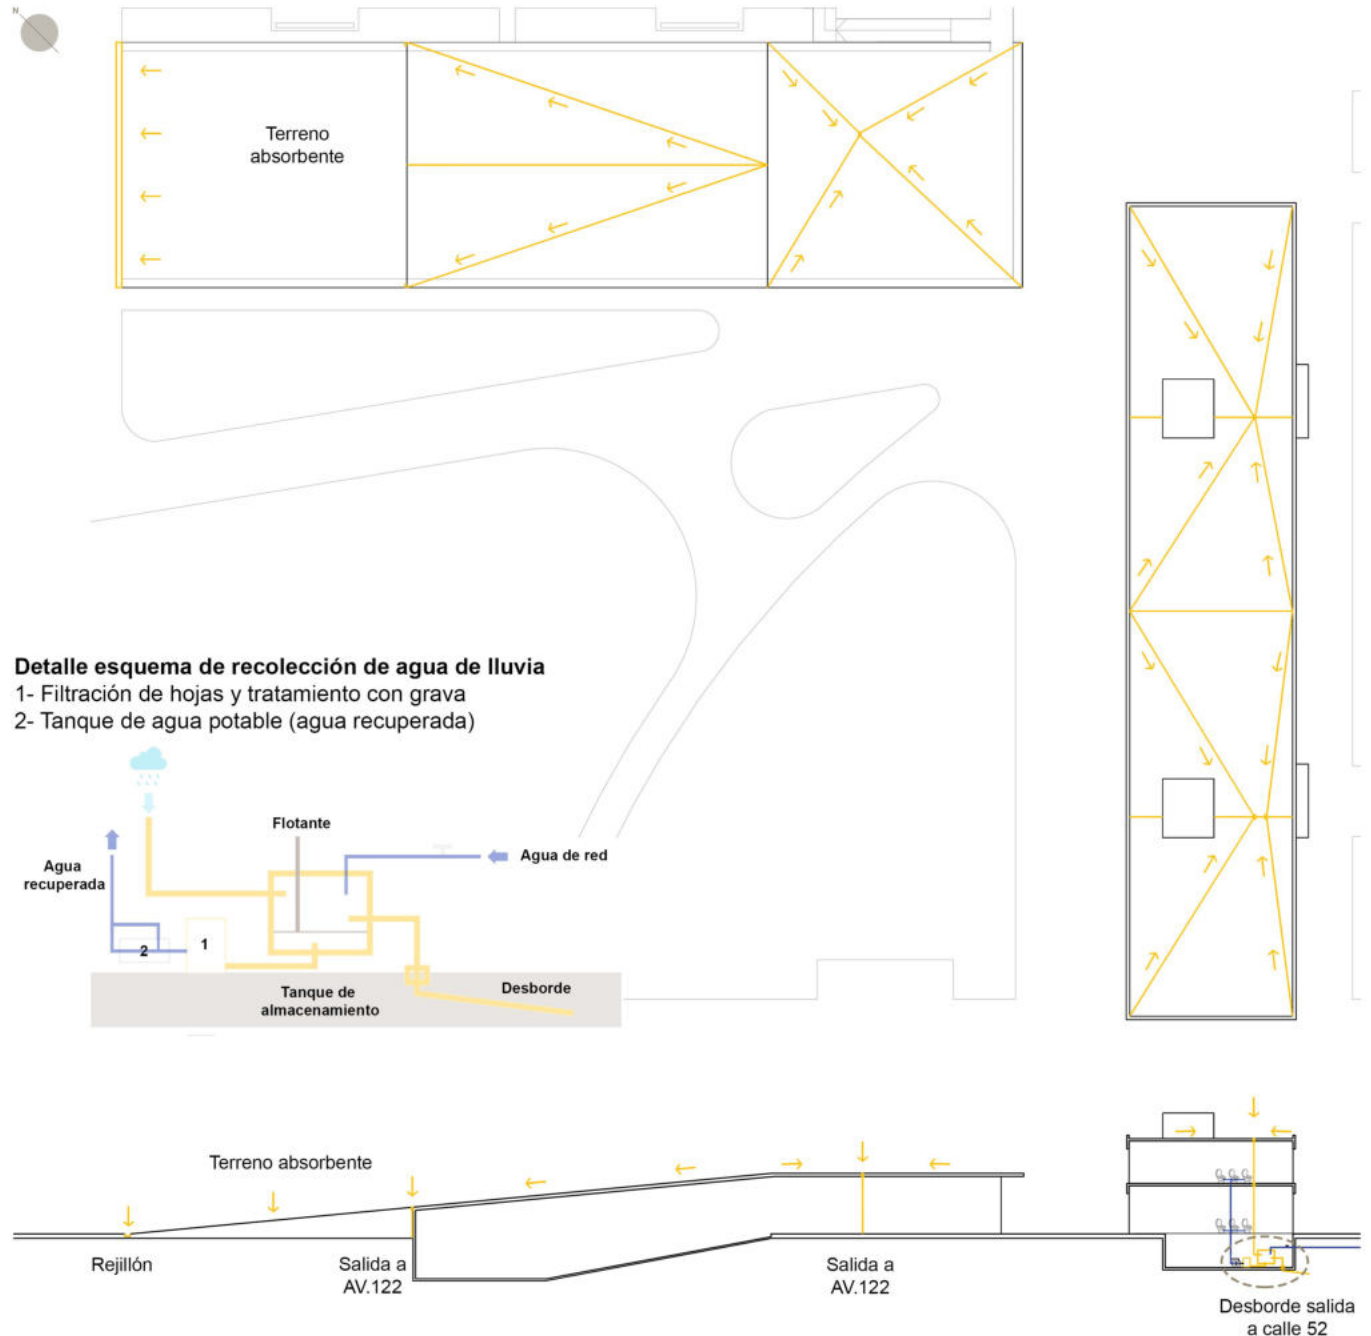 N
Terreno
absorbente
Detalle esquema de recolección de agua de lluvia
1- Filtración de hojas y tratamiento con grava
2- Tanque de agua potable (agua recuperada)
Flotante
Agua de red
Agua
recuperada
1
2
Tanque de
almacenamiento
Desborde
Terreno absorbente
Rejillón
Salida a
AV.122
Salida a
AV.122
Desborde salida
a calle 52